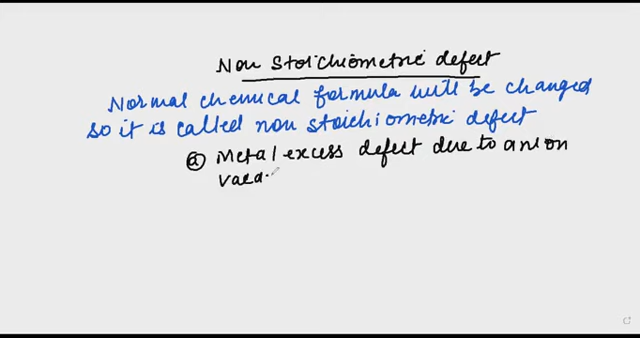 Non Stoichiometric defect
Normal chemical formula will be changed
so it is called non stoichiometric defect
(a) Metal excess defect due to anion
vaca